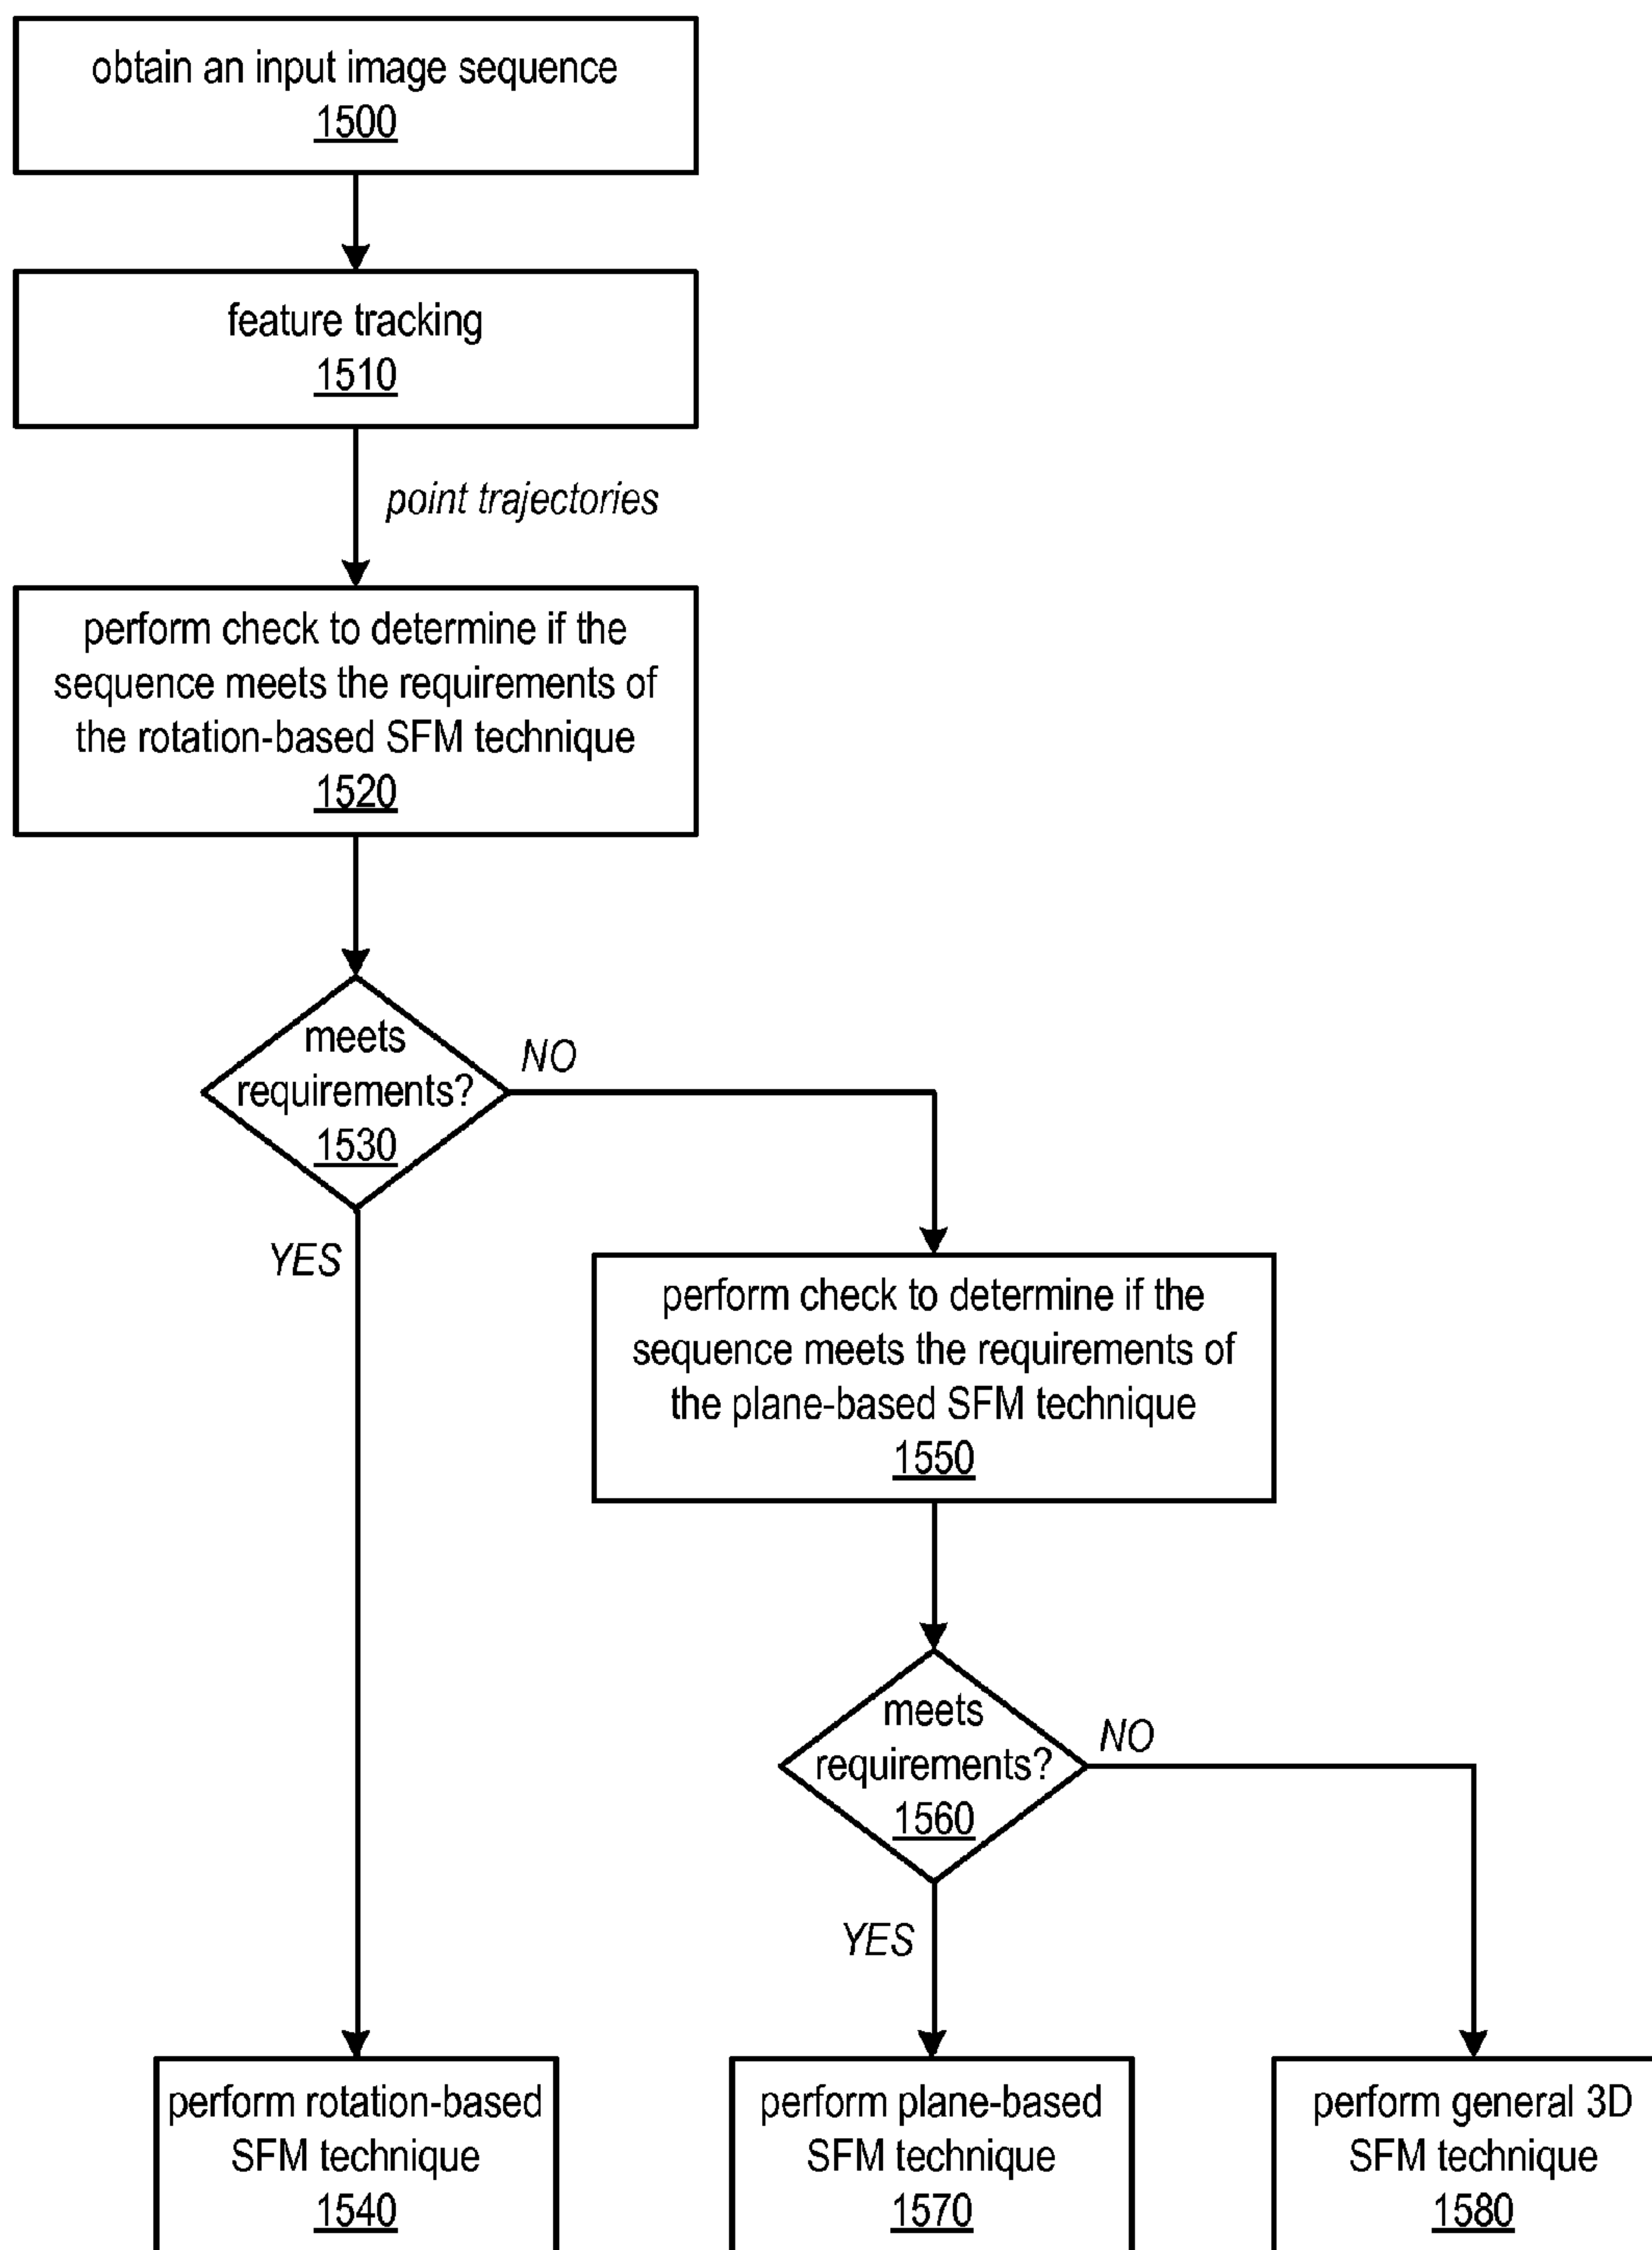 obtain an input image sequence
1500
feature tracking
1510
point trajectories
perform check to determine if the
sequence meets the requirements of
the rotation-based SFM technique
1520
meets
requirements?
1530
NO
YES
perform check to determine if the
sequence meets the requirements of
the plane-based SFM technique
1550
meets
requirements?
1560
NO
YES
perform rotation-based
SFM technique
1540
perform plane-based
SFM technique
1570
perform general 3D
SFM technique
1580